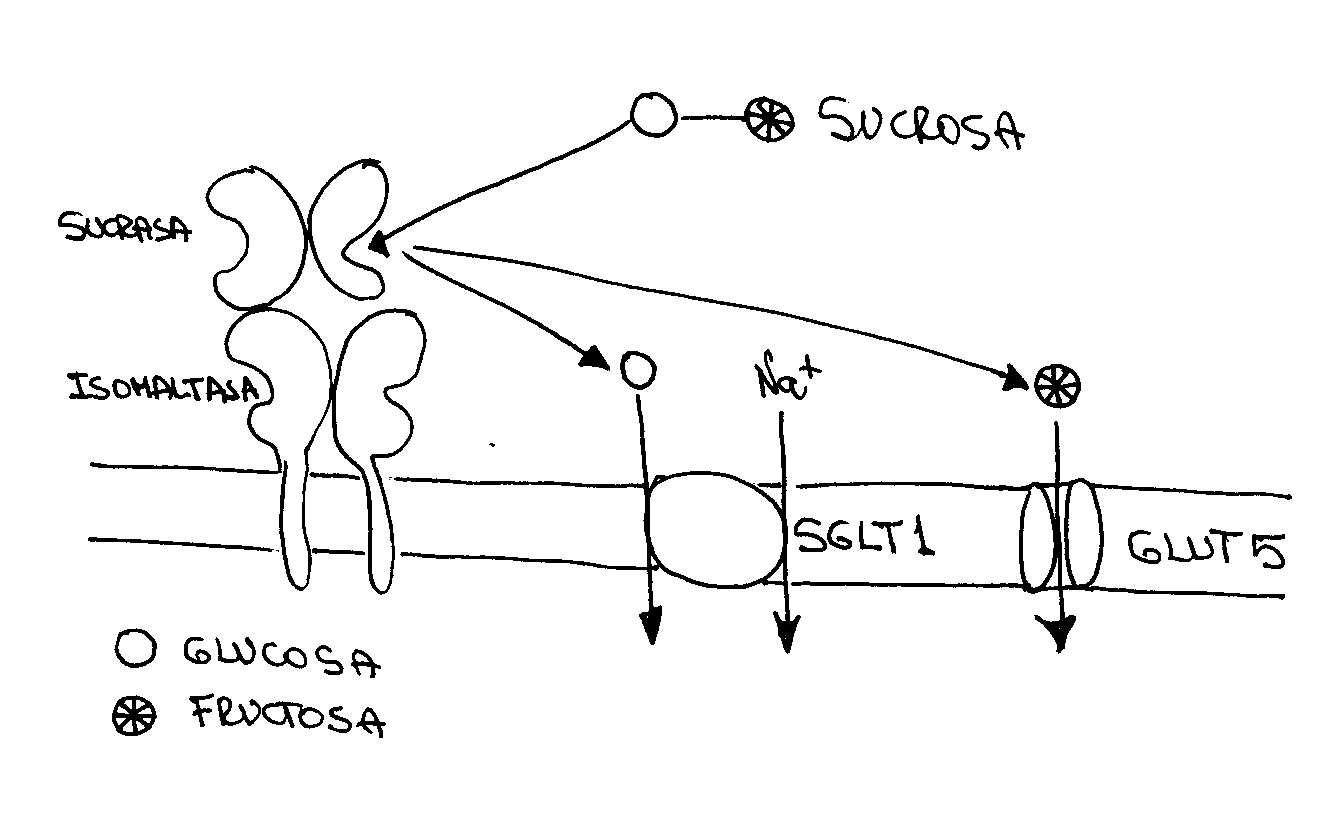 SUCROSA
SUCRASA
ISOMALTASA
Na+
SGLT1
GLUT5
GLUCOSA
FRUCTOSA